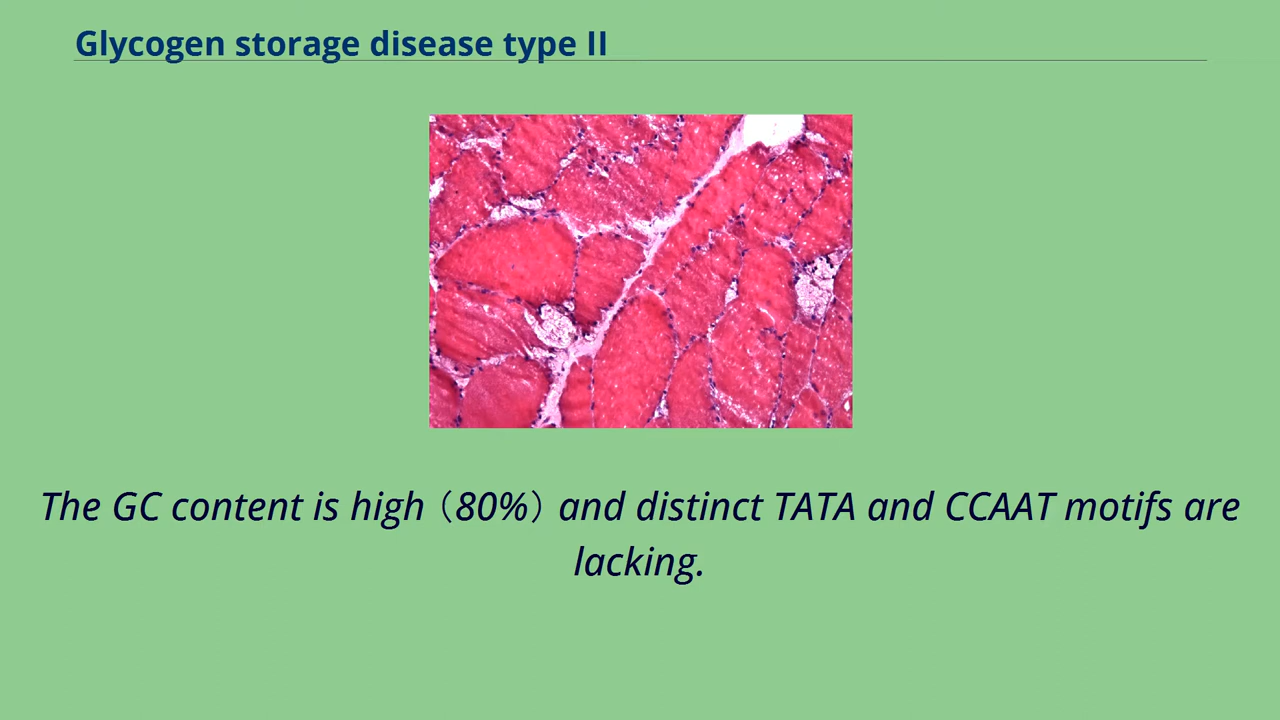 Glycogen storage disease type II
The GC content is high（80%）and distinct TATA and CCAAT motifs are
lacking.